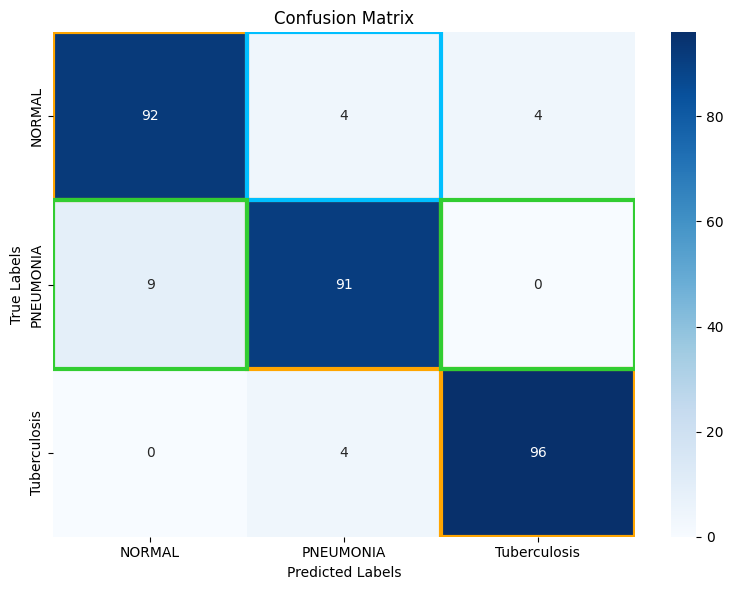 Confusion Matrix
True Labels
NORMAL
92 4 4
PNEUMONIA
9 91 0
Tuberculosis
0 4 96
NORMAL PNEUMONIA Tuberculosis
Predicted Labels
80
60
40
20
0